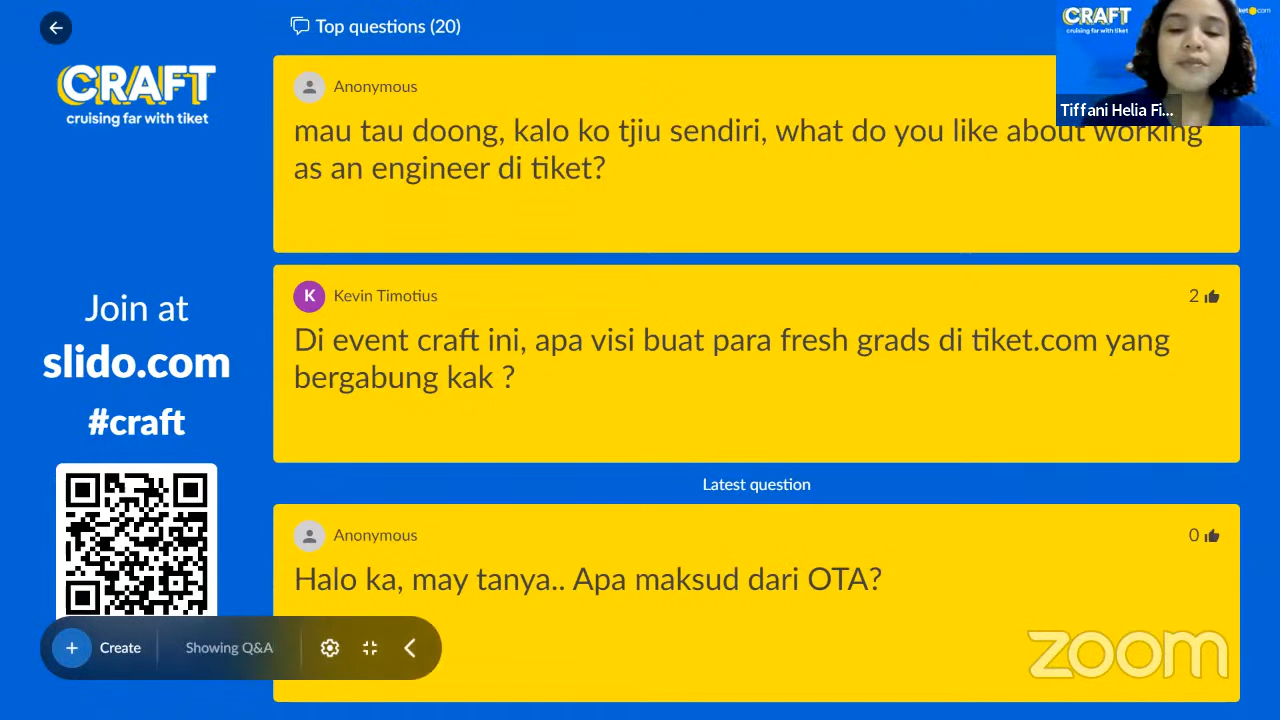 Top questions (20)
CRAFT
cruising far with tiket
Join at
slido.com
#craft
Anonymous
mau tau doong, kalo ko tjiu sendiri, what do you like about working
as an engineer di tiket?
K Kevin Timotius 2
Di event craft ini, apa visi buat para fresh grads di tiket.com yang
bergabung kak ?
Latest question
Anonymous 0
Halo ka, may tanya.. Apa maksud dari OTA?
+ Create Showing Q&A
CRAFT
cruising far with tiket
Tiffani Helia Fi...
zoom